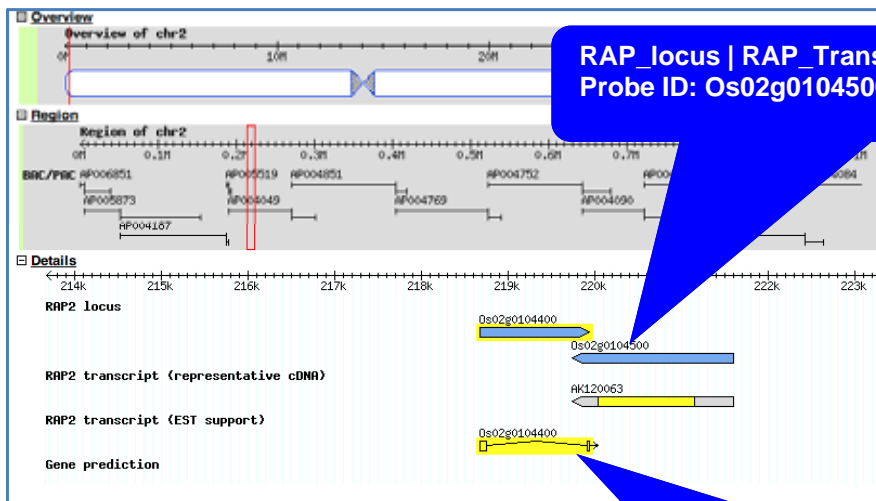 Overview
Overview of chr2
0M 10M 20M
RAP_locus | RAP_Trans
Probe ID: Os02g010450
Region
Region of chr2
0M 0.1M 0.2M 0.3M 0.4M 0.5M 0.6M 0.7M
BAC/PAC AP006851 AP005519 AP004851 AP004752
AP005873 AP004049 AP004769 AP004090
AP004187
Details
214k 215k 216k 217k 218k 219k 220k 222k 223k
RAP2 locus
Os02g0104400
Os02g0104500
RAP2 transcript (representative cDNA)
AK120063
RAP2 transcript (EST support)
Os02g0104400
Gene prediction